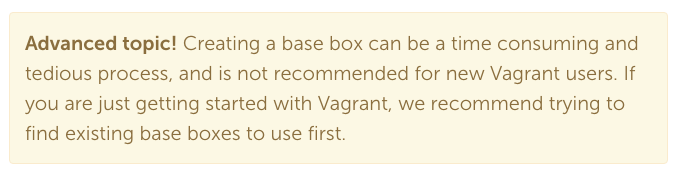 Advanced topic! Creating a base box can be a time consuming and
tedious process, and is not recommended for new Vagrant users. If
you are just getting started with Vagrant, we recommend trying to
find existing base boxes to use first.